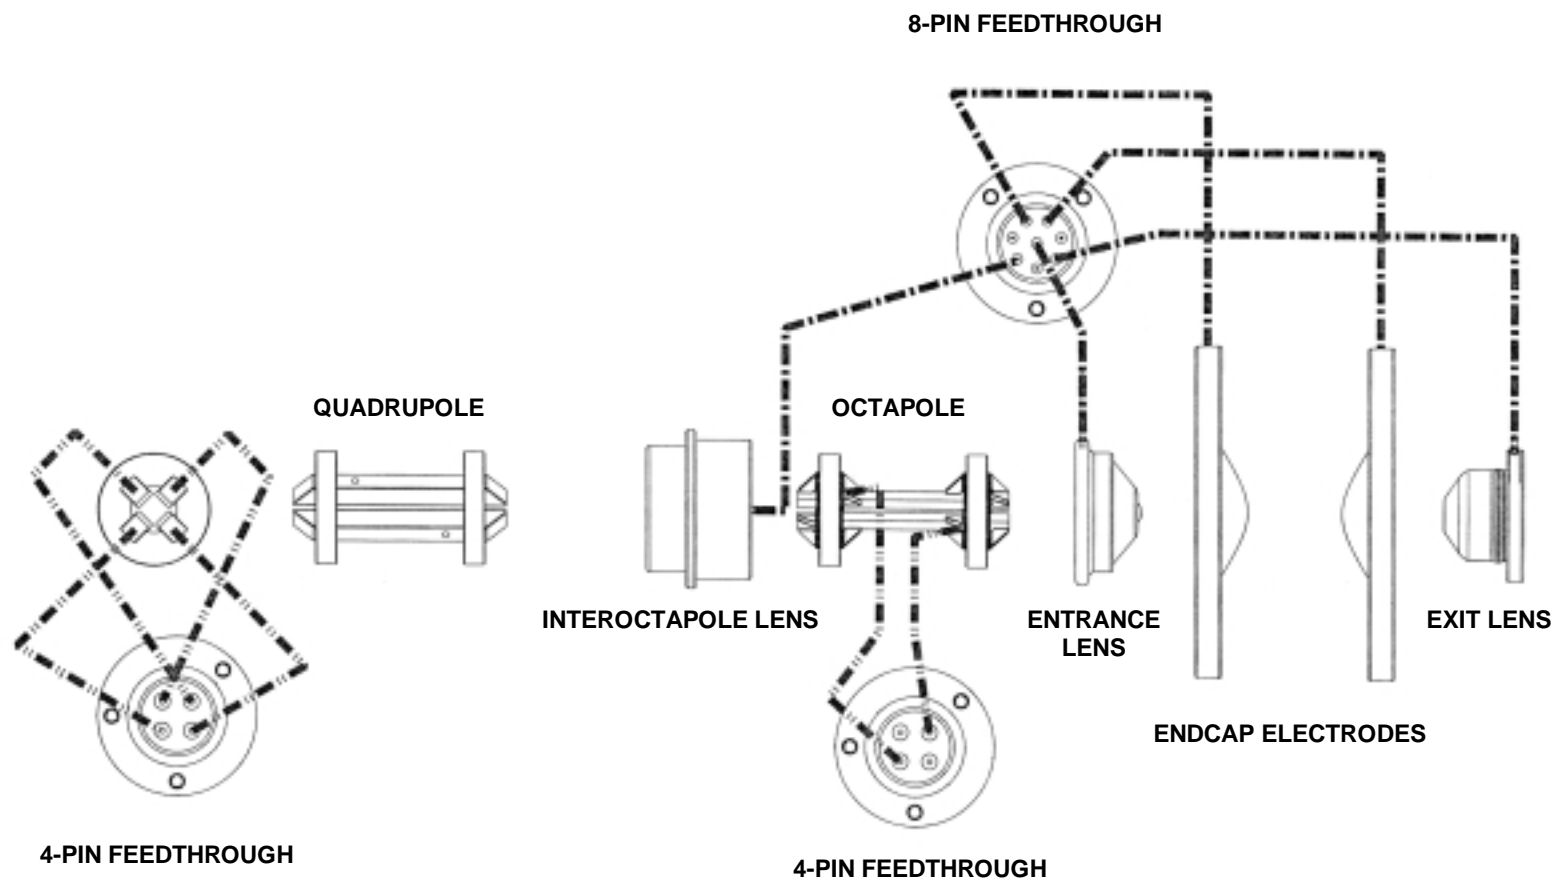 8-PIN FEEDTHROUGH
QUADRUPOLE
OCTAPOLE
INTEROCTAPOLE LENS
ENTRANCE
LENS
EXIT LENS
ENDCAP ELECTRODES
4-PIN FEEDTHROUGH
4-PIN FEEDTHROUGH